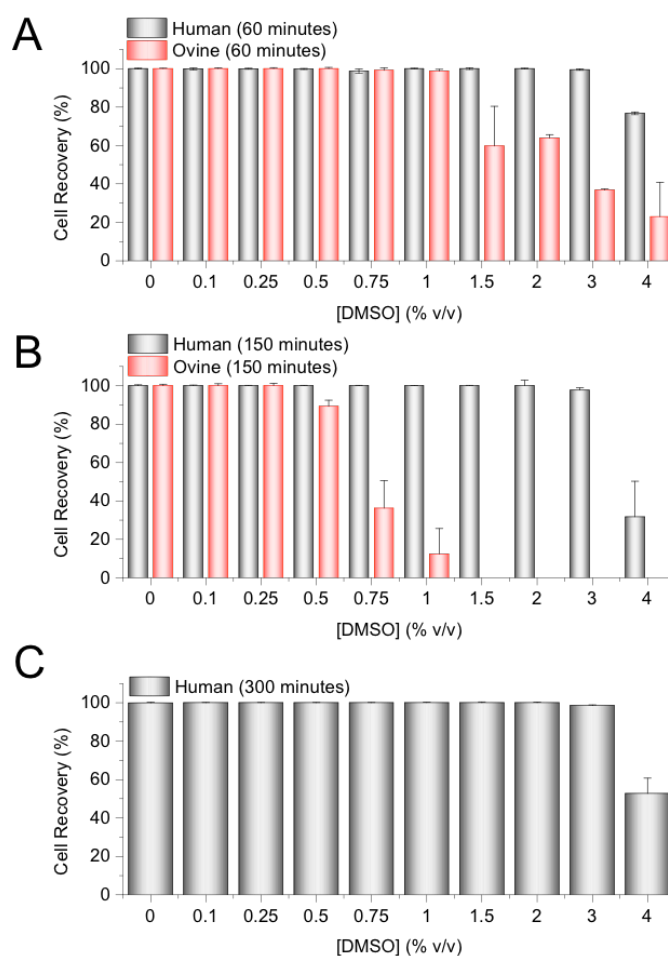 A
Human (60 minutes)
Ovine (60 minutes)
100
80
60
40
20
0
Cell Recovery (%)
0 0.1 0.25 0.5 0.75 1 1.5 2 3 4
[DMSO] (% v/v)
B
Human (150 minutes)
Ovine (150 minutes)
100
80
60
40
20
0
Cell Recovery (%)
0 0.1 0.25 0.5 0.75 1 1.5 2 3 4
[DMSO] (% v/v)
C
Human (300 minutes)
100
80
60
40
20
0
Cell Recovery (%)
0 0.1 0.25 0.5 0.75 1 1.5 2 3 4
[DMSO] (% v/v)